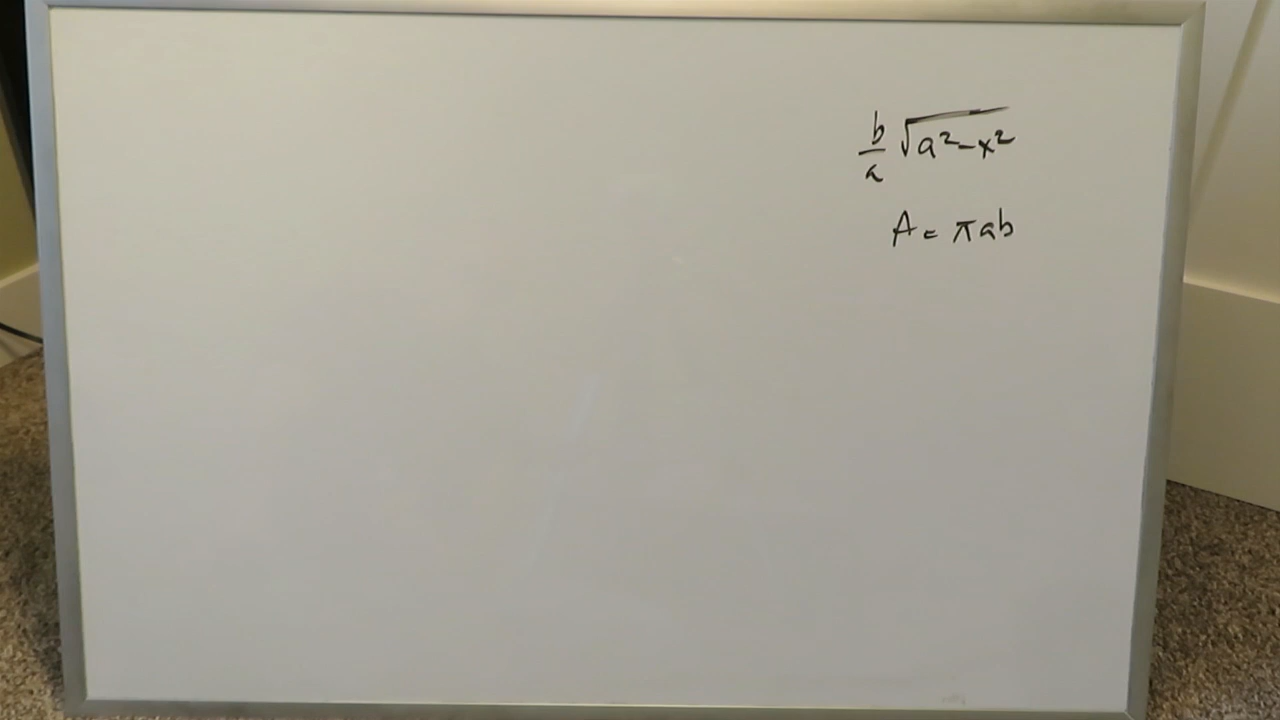 b/a √(a²-x²)
A = πab